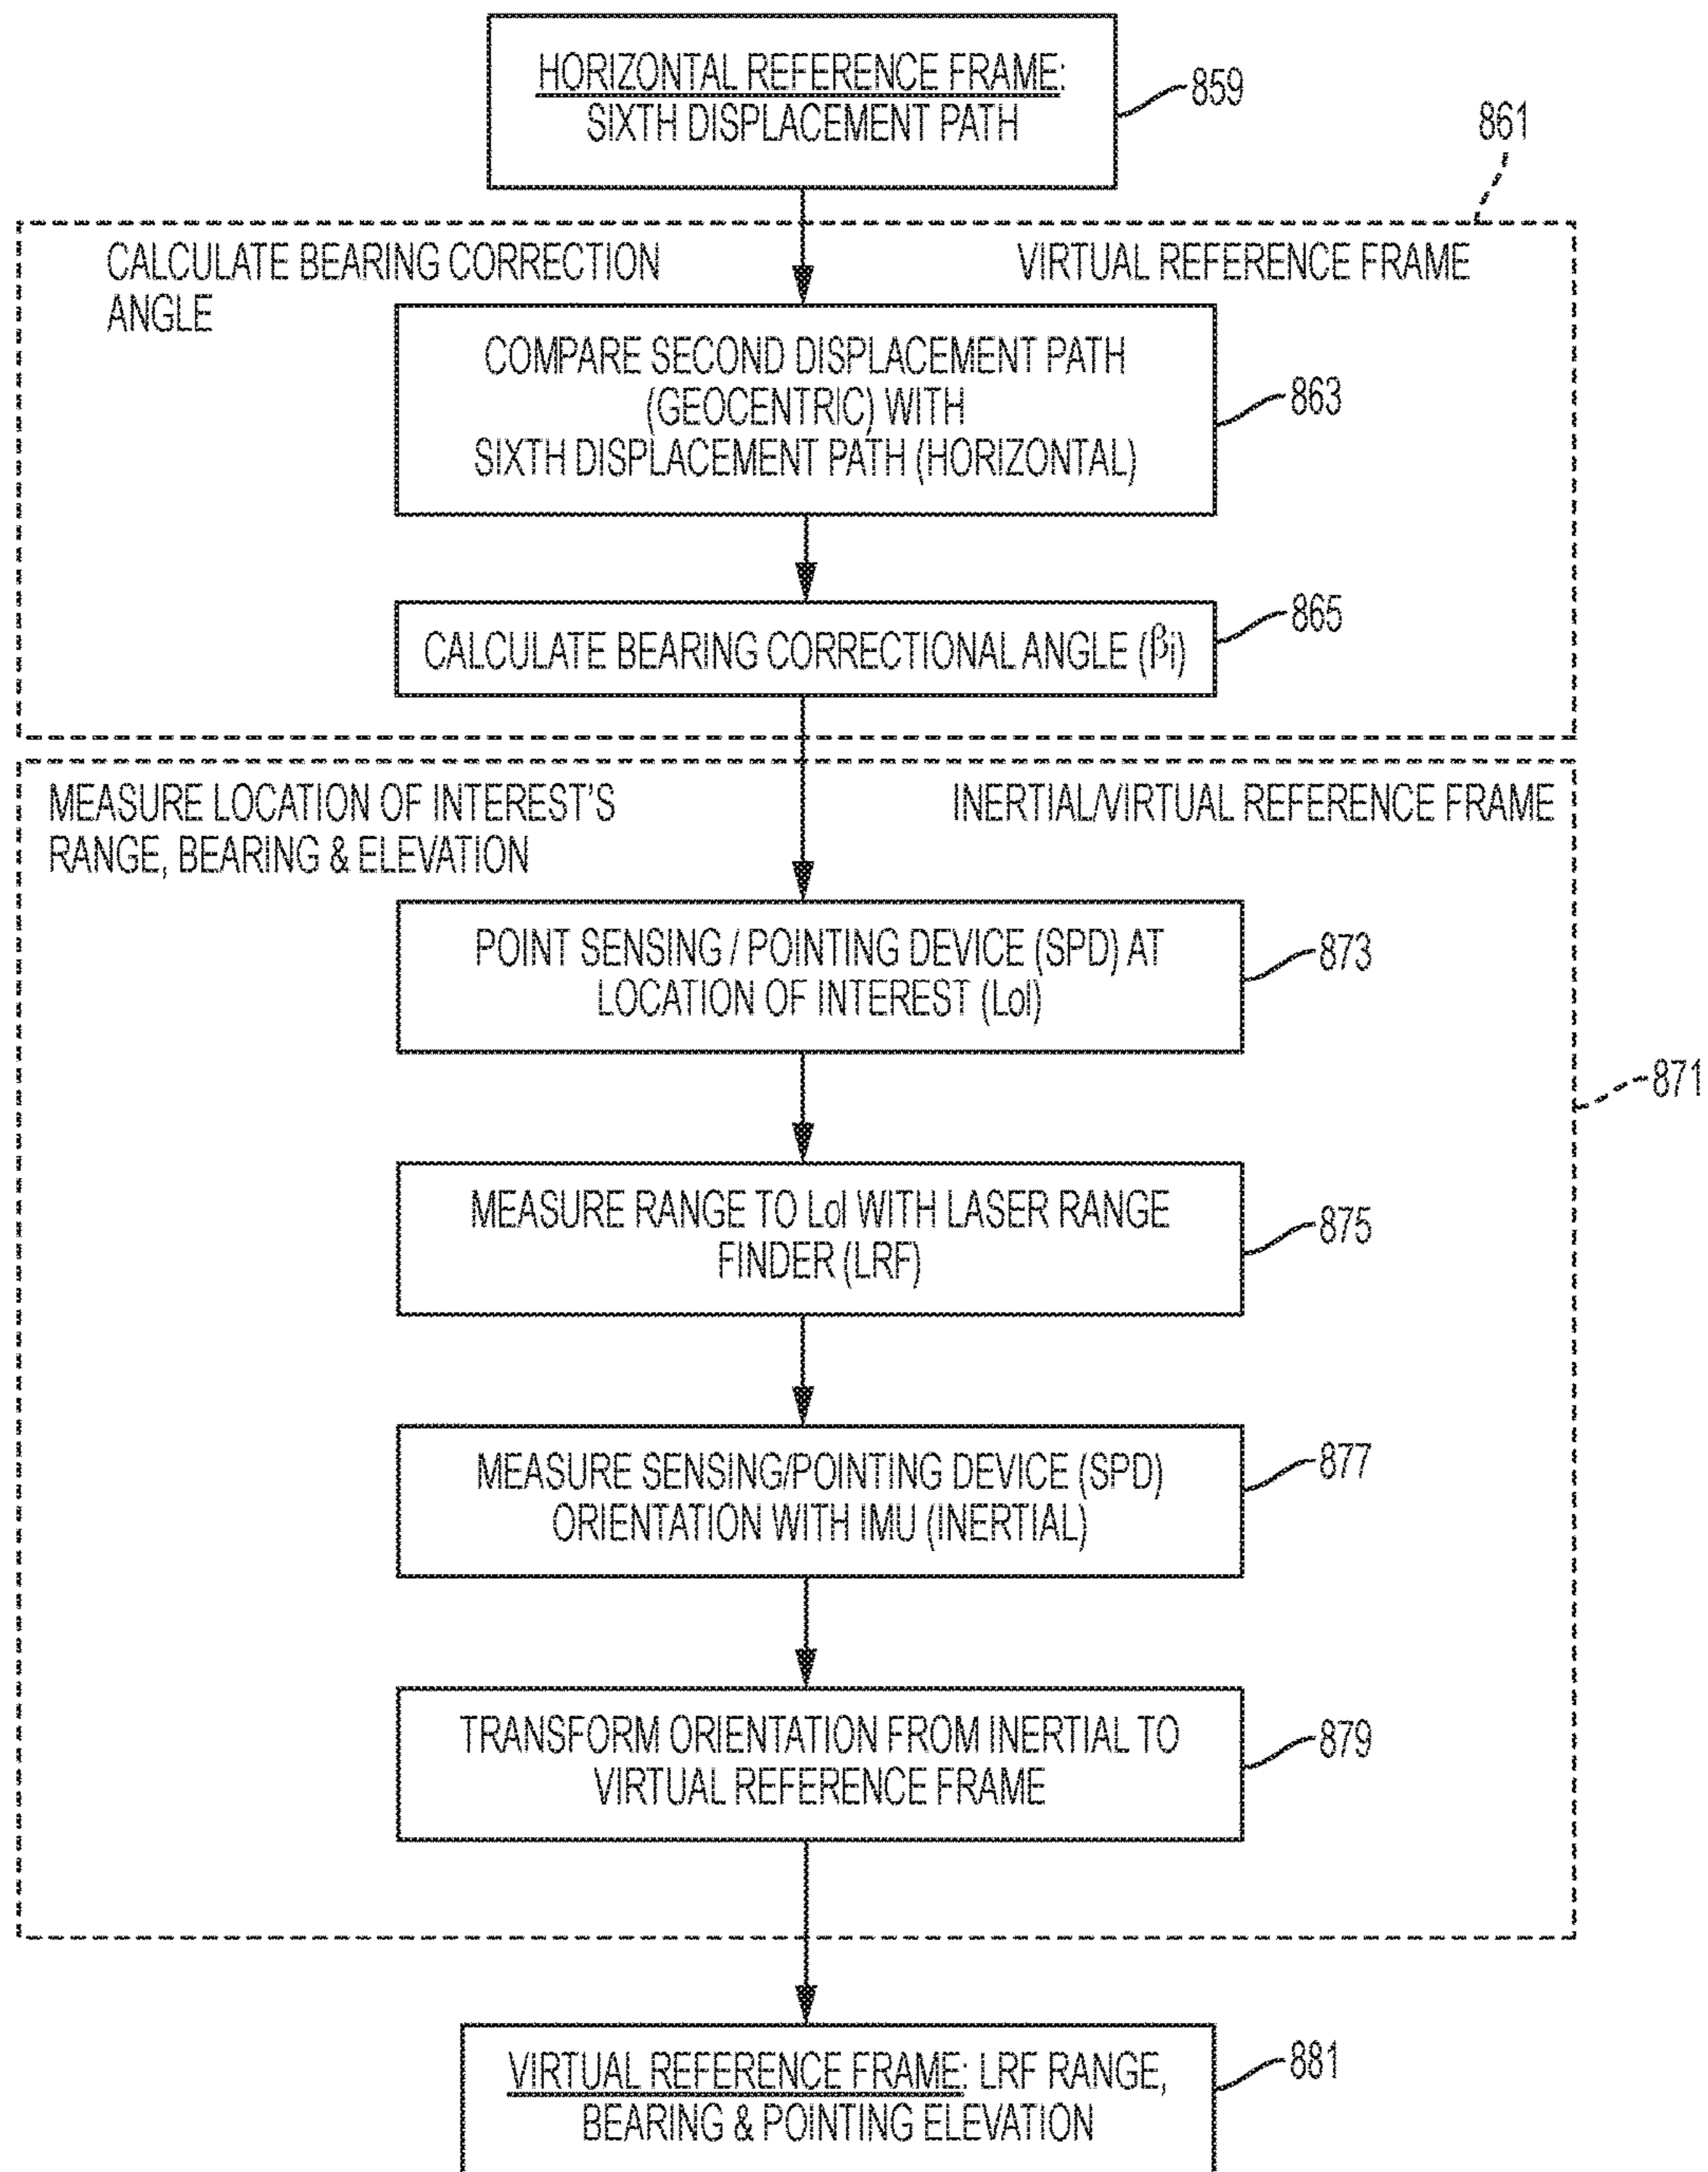 HORIZONTAL REFERENCE FRAME:
SIXTH DISPLACEMENT PATH
859
861
CALCULATE BEARING CORRECTION
ANGLE
VIRTUAL REFERENCE FRAME
COMPARE SECOND DISPLACEMENT PATH
(GEOCENTRIC) WITH
SIXTH DISPLACEMENT PATH (HORIZONTAL)
863
CALCULATE BEARING CORRECTIONAL ANGLE (βi)
865
MEASURE LOCATION OF INTEREST'S
RANGE, BEARING & ELEVATION
INERTIAL/VIRTUAL REFERENCE FRAME
POINT SENSING / POINTING DEVICE (SPD) AT
LOCATION OF INTEREST (LoI)
873
871
MEASURE RANGE TO LoI WITH LASER RANGE
FINDER (LRF)
875
MEASURE SENSING/POINTING DEVICE (SPD)
ORIENTATION WITH IMU (INERTIAL)
877
TRANSFORM ORIENTATION FROM INERTIAL TO
VIRTUAL REFERENCE FRAME
879
VIRTUAL REFERENCE FRAME: LRF RANGE,
BEARING & POINTING ELEVATION
881